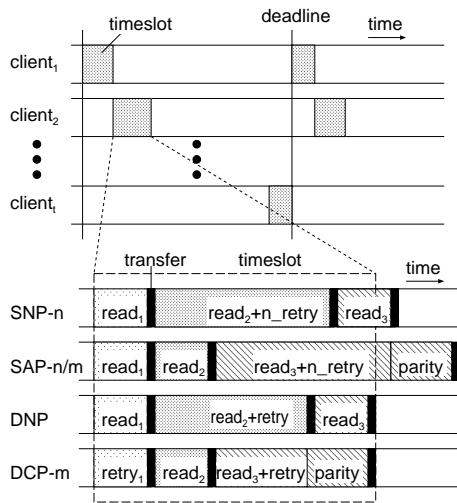 timeslot
deadline
time
client₁
client₂
clientₜ
transfer
timeslot
time
SNP-n
read₁
read₂+n_retry
read₃
SAP-n/m
read₁
read₂
read₃+n_retry
parity
DNP
read₁
read₂+retry
read₃
DCP-m
retry₁
read₂
read₃+retry
parity